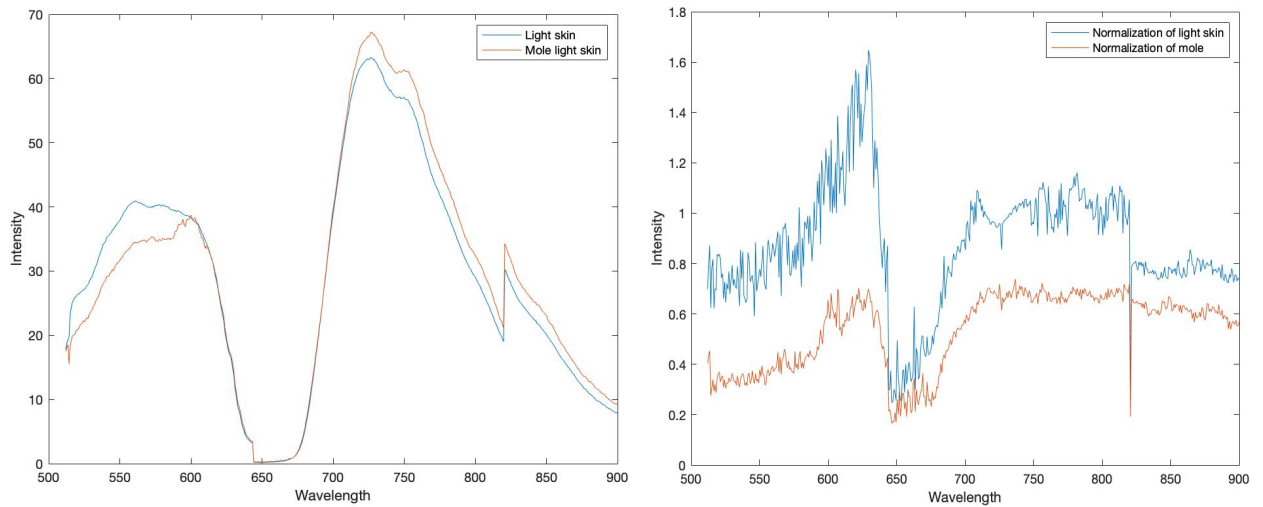 70
60
50
40
30
20
10
0
Intensity
500 550 600 650 700 750 800 850 900
Wavelength
Light skin
Mole light skin
1.8
1.6
1.4
1.2
1
0.8
0.6
0.4
0.2
0
Intensity
500 550 600 650 700 750 800 850 900
Wavelength
Normalization of light skin
Normalization of mole